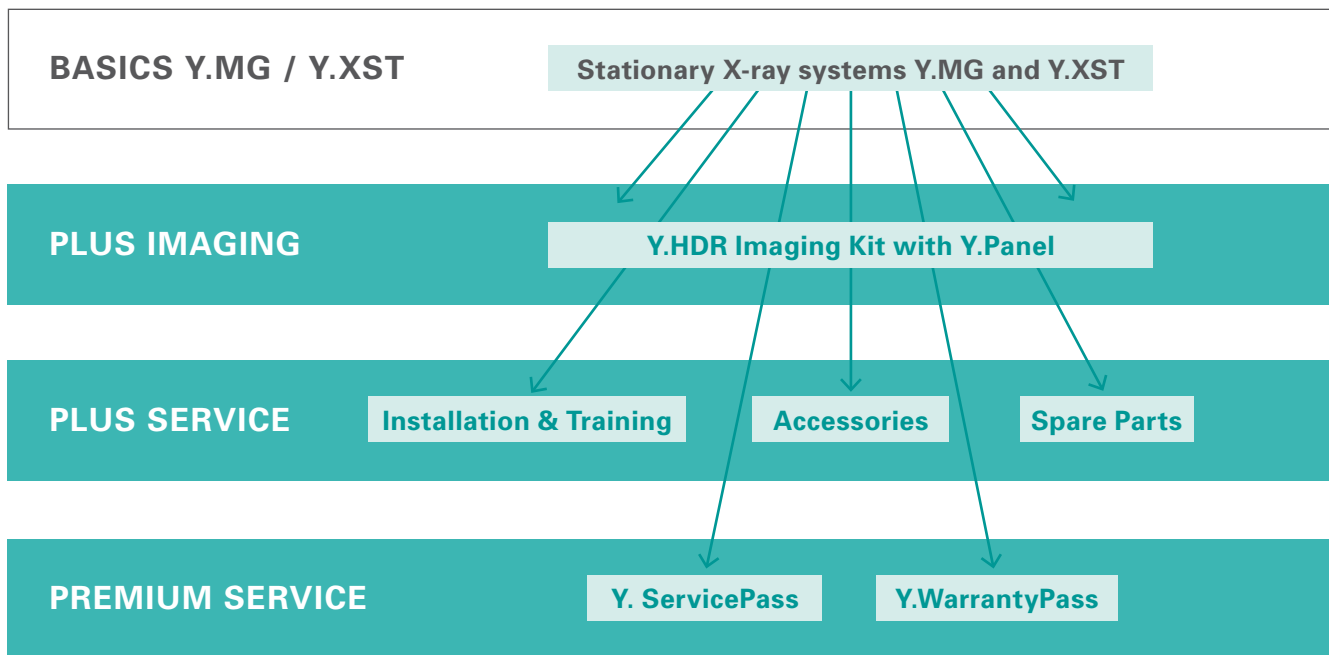 BASICS Y.MG / Y.XST
Stationary X-ray systems Y.MG and Y.XST
PLUS IMAGING
Y.HDR Imaging Kit with Y.Panel
PLUS SERVICE
Installation & Training
Accessories
Spare Parts
PREMIUM SERVICE
Y. ServicePass
Y.WarrantyPass